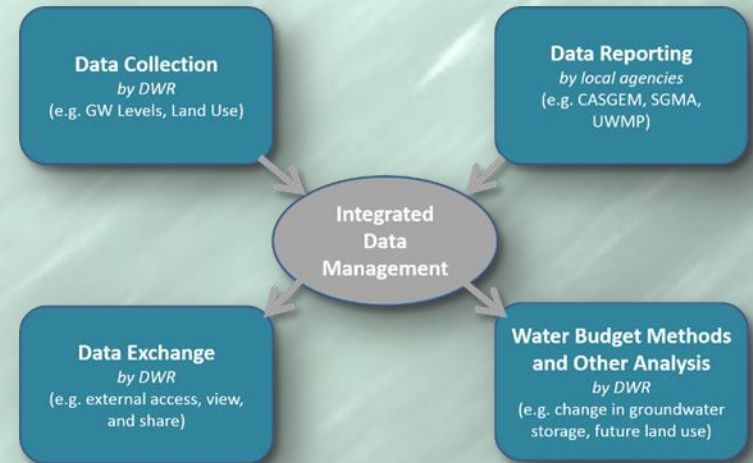 Data Collection
by DWR
(e.g. GW Levels, Land Use)
Data Reporting
by local agencies
(e.g. CASGEM, SGMA,
UWMP)
Integrated
Data
Management
Data Exchange
by DWR
(e.g. external access, view,
and share)
Water Budget Methods
and Other Analysis
by DWR
(e.g. change in groundwater
storage, future land use)